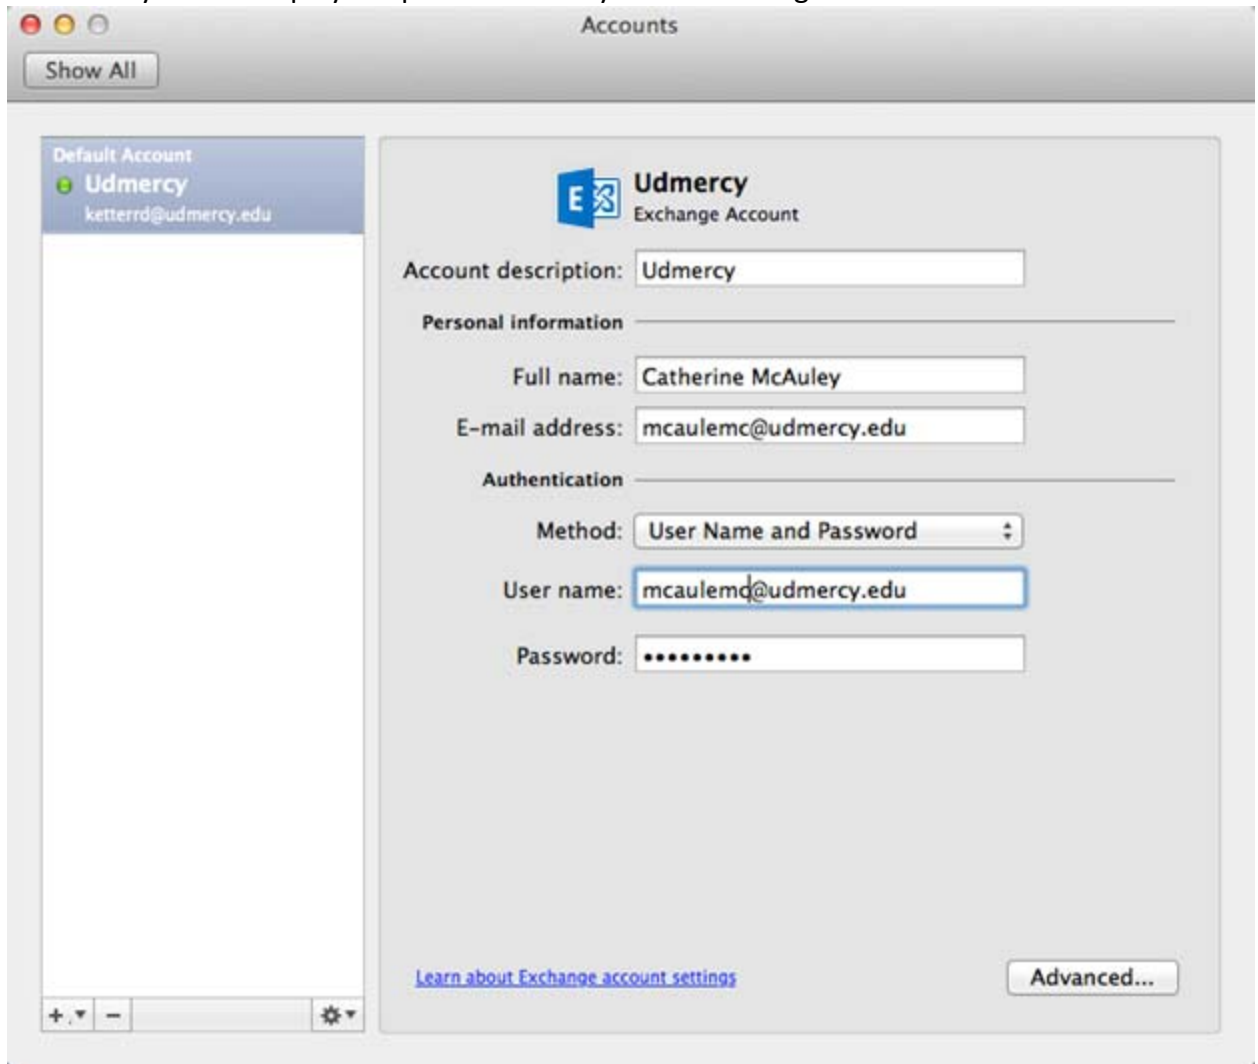 Accounts
Show All
Default Account
Udmercy
ketterrd@udmercy.edu
E
Udmercy
Exchange Account
Account description: Udmercy
Personal information
Full name: Catherine McAuley
E-mail address: mcaulemc@udmercy.edu
Authentication
Method: User Name and Password
User name: mcaulemc@udmercy.edu
Password: •••••••••
Learn about Exchange account settings
Advanced...